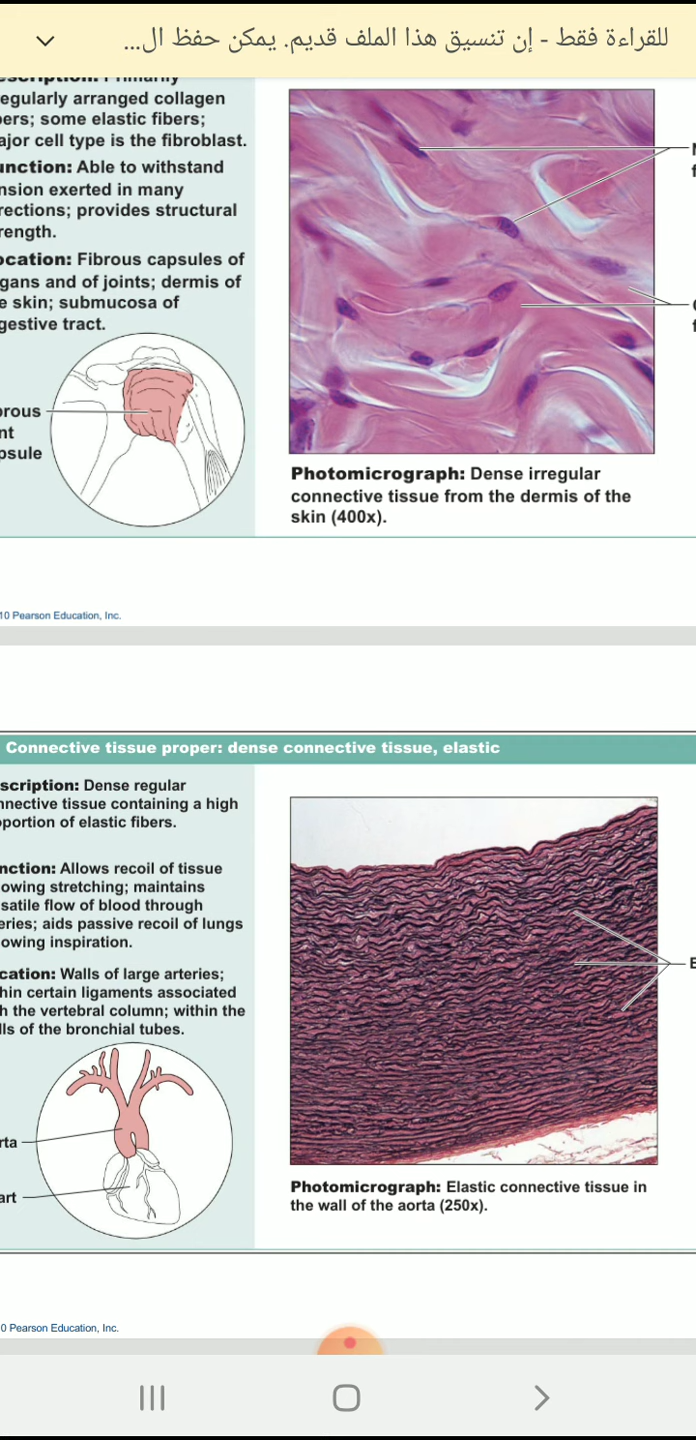 للقراءة فقط - إن تنسيق هذا الملف قديم. يمكن حفظ ال...
escription: Primarily
egularly arranged collagen
ers; some elastic fibers;
ajor cell type is the fibroblast.
unction: Able to withstand
nsion exerted in many
rections; provides structural
rength.
ocation: Fibrous capsules of
gans and of joints; dermis of
e skin; submucosa of
gestive tract.
brous
nt
psule
Photomicrograph: Dense irregular
connective tissue from the dermis of the
skin (400x).
10 Pearson Education, Inc.
Connective tissue proper: dense connective tissue, elastic
scription: Dense regular
nnective tissue containing a high
oportion of elastic fibers.
nction: Allows recoil of tissue
owing stretching; maintains
satile flow of blood through
eries; aids passive recoil of lungs
owing inspiration.
cation: Walls of large arteries;
hin certain ligaments associated
h the vertebral column; within the
lls of the bronchial tubes.
rta
art
E
Photomicrograph: Elastic connective tissue in
the wall of the aorta (250x).
0 Pearson Education, Inc.